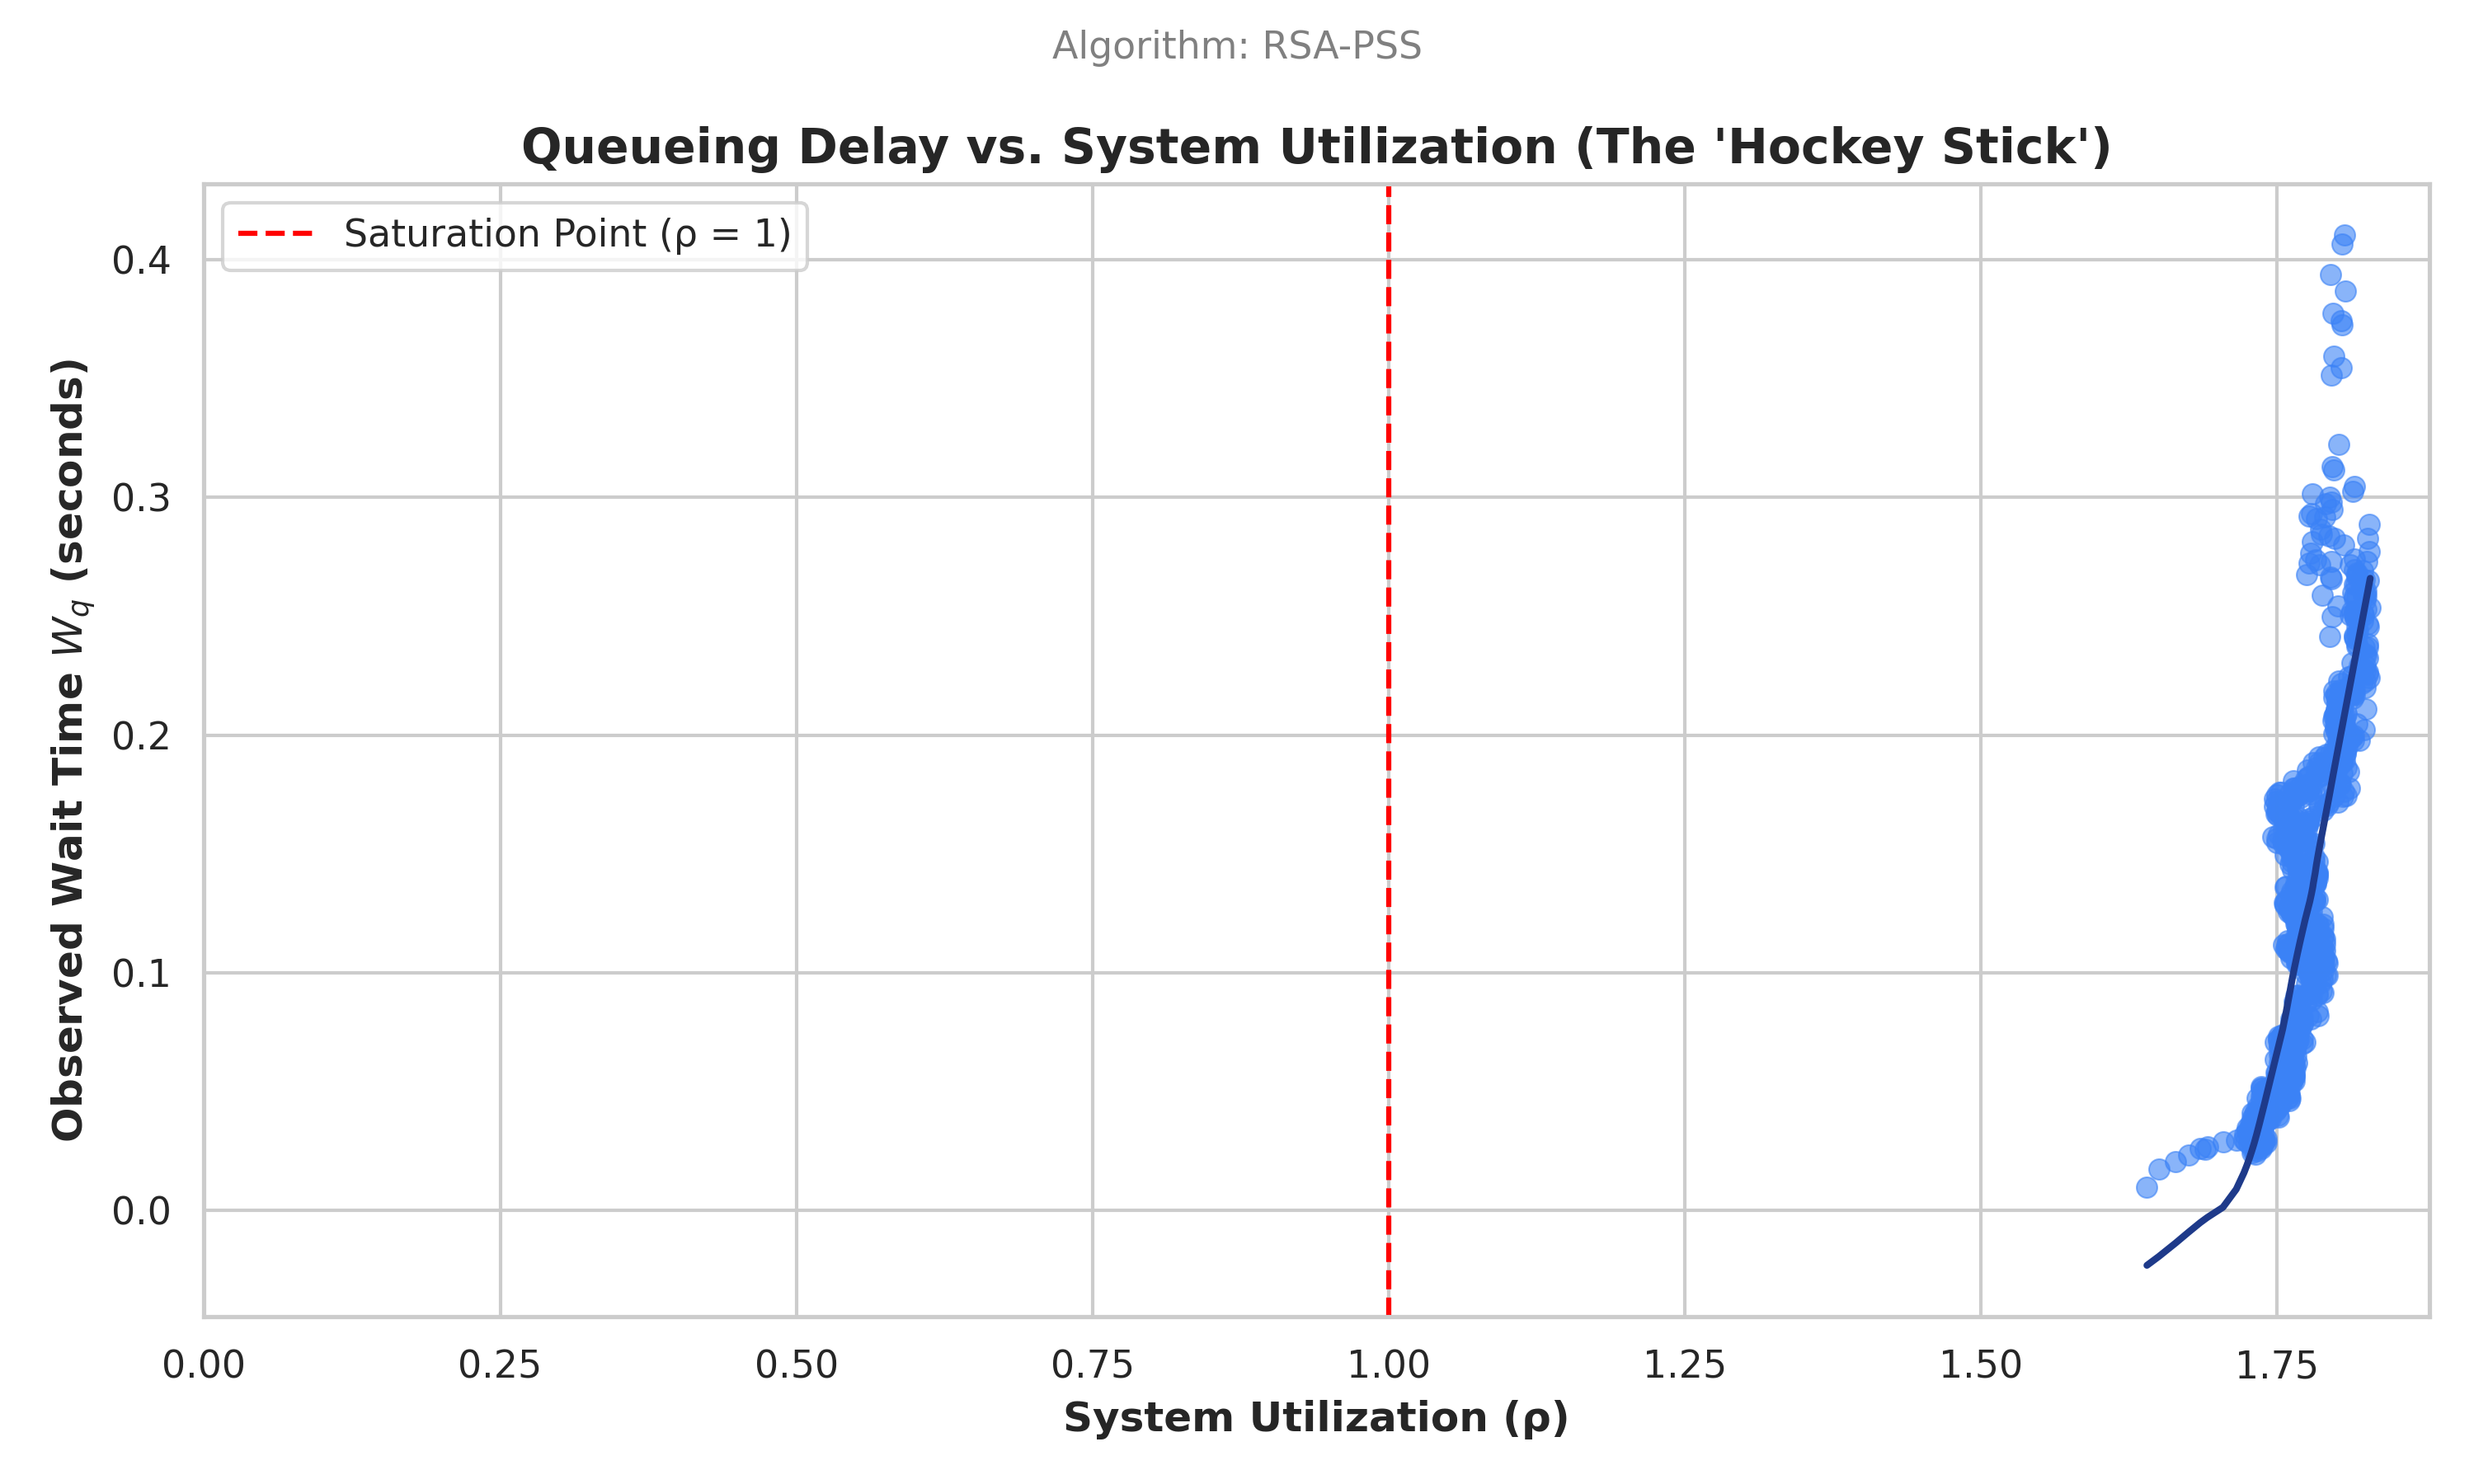 Algorithm: RSA-PSS
Queueing Delay vs. System Utilization (The 'Hockey Stick')
Saturation Point (ρ = 1)
Observed Wait Time W_q (seconds)
0.4
0.3
0.2
0.1
0.0
0.00 0.25 0.50 0.75 1.00 1.25 1.50 1.75
System Utilization (ρ)